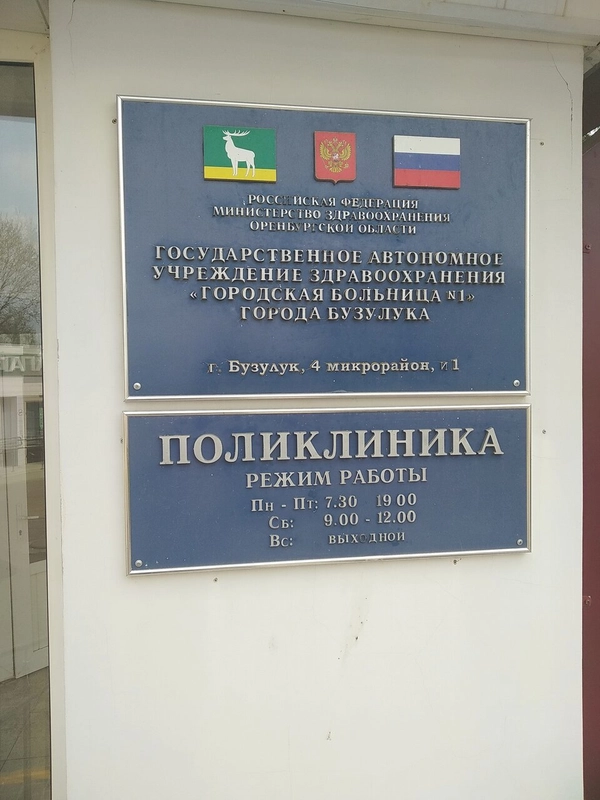 РОССИЙСКАЯ ФЕДЕРАЦИЯ
МИНИСТЕРСТВО ЗДРАВООХРАНЕНИЯ
ОРЕНБУРГСКОЙ ОБЛАСТИ
ГОСУДАРСТВЕННОЕ АВТОНОМНОЕ
УЧРЕЖДЕНИЕ ЗДРАВООХРАНЕНИЯ
«ГОРОДСКАЯ БОЛЬНИЦА №1»
ГОРОДА БУЗУЛУКА
г. Бузулук, 4 микрорайон, 1
ПОЛИКЛИНИКА
РЕЖИМ РАБОТЫ
Пн - Пт: 7.30 19 00
Сб: 9.00 - 12.00
Вс: ВЫХОДНОЙ